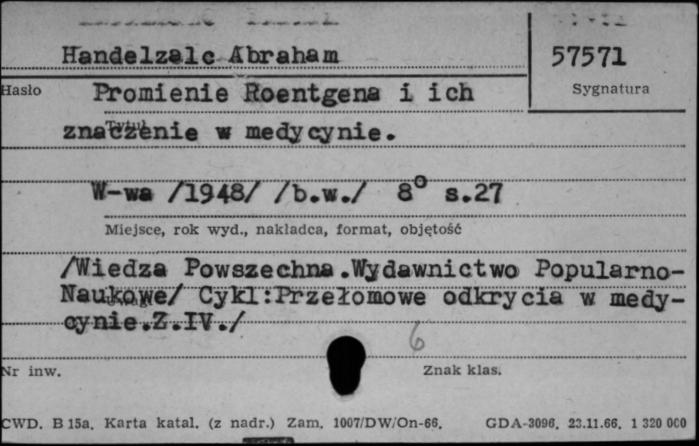 Handelzalc Abraham
57571
Hasło
Sygnatura
Promienie Roentgena i ich
Tytuł
znaczenie w medycynie.
W-wa /1948/ /b.w./ 8° s.27
Miejsce, rok wyd., nakładca, format, objętość
/Wiedza Powszechna.Wydawnictwo Popularno-
Naukowe/ Cykl:Przełomowe odkrycia w medy-
cynie.Z.IV./
6
Nr inw.
Znak klas.
CWD. B 15a. Karta katal. (z nadr.) Zam. 1007/DW/On-66. GDA-3096. 23.11.66. 1 320 000